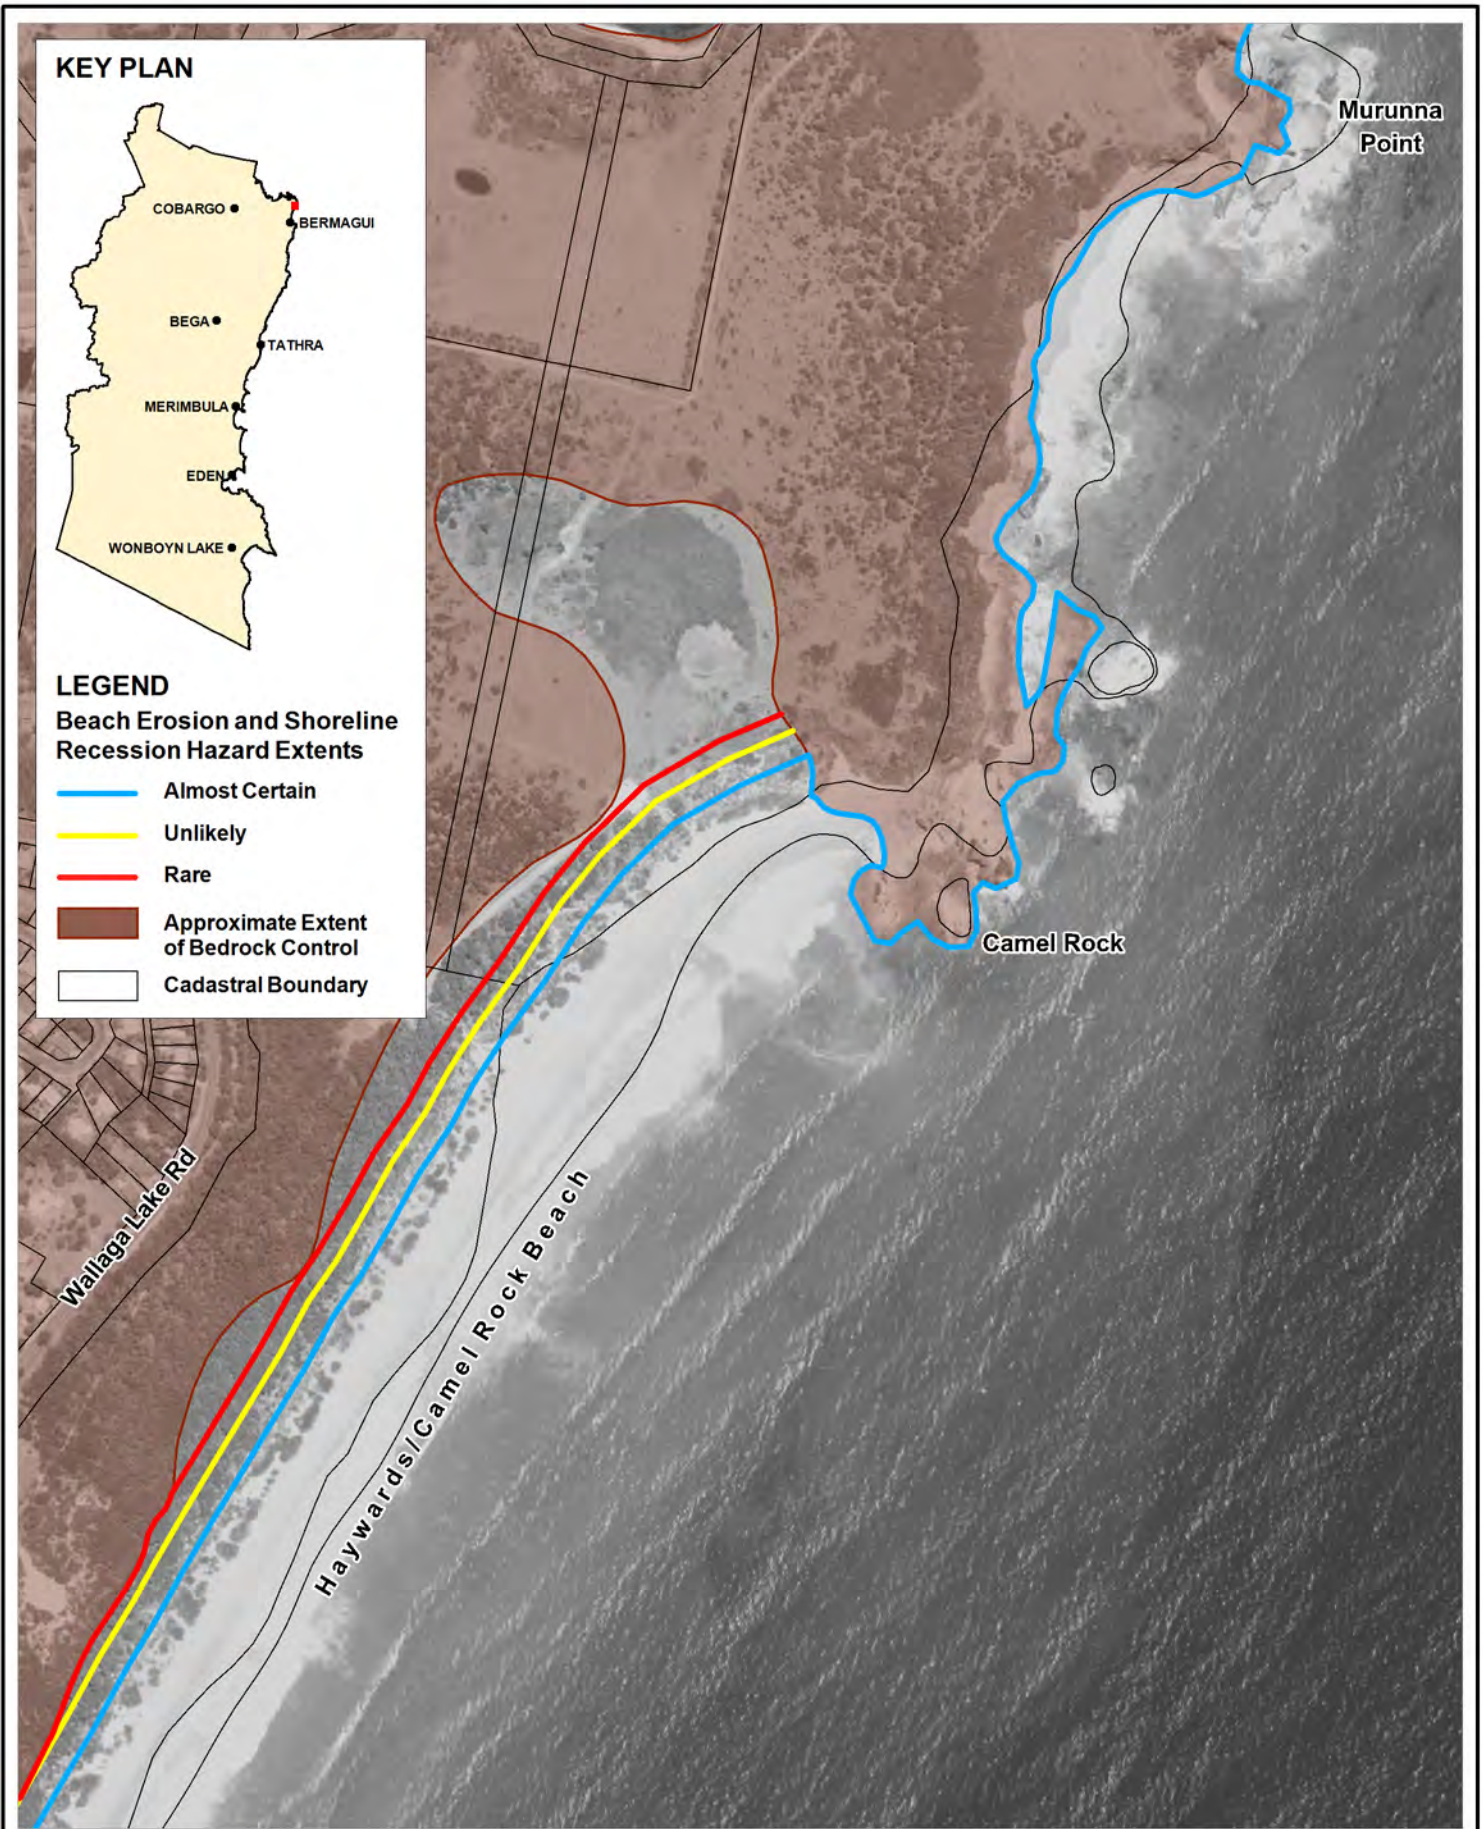 KEY PLAN
COBARGO
BERMAGUI
BEGA
TATHRA
MERIMBULA
EDEN
WONBOYN LAKE
LEGEND
Beach Erosion and Shoreline
Recession Hazard Extents
Almost Certain
Unlikely
Rare
Approximate Extent
of Bedrock Control
Cadastral Boundary
Murunna
Point
Camel Rock
Wallaga Lake Rd
Haywards/Camel Rock Beach